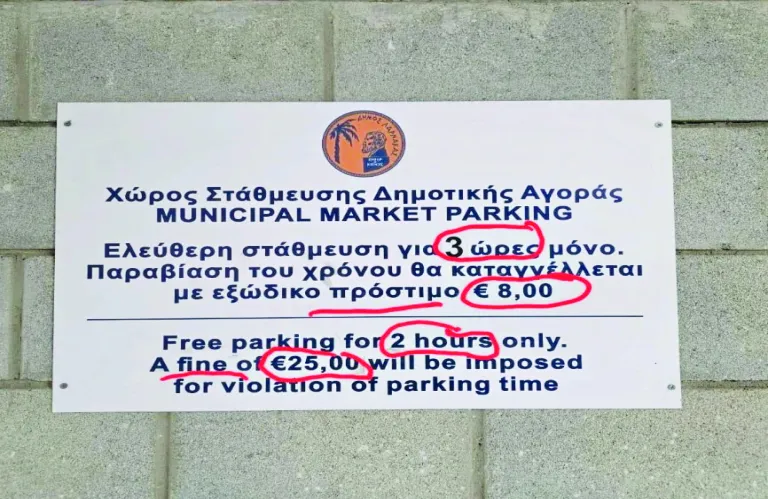 ΔΗΜΟΣ ΛΑΡΝΑΚΑΣ
Χώρος Στάθμευσης Δημοτικής Αγοράς
MUNICIPAL MARKET PARKING
Ελεύθερη στάθμευση για 3 ώρες μόνο.
Παραβίαση του χρόνου θα καταγγέλλεται
με εξώδικο πρόστιμο € 8,00
Free parking for 2 hours only.
A fine of €25,00 will be imposed
for violation of parking time